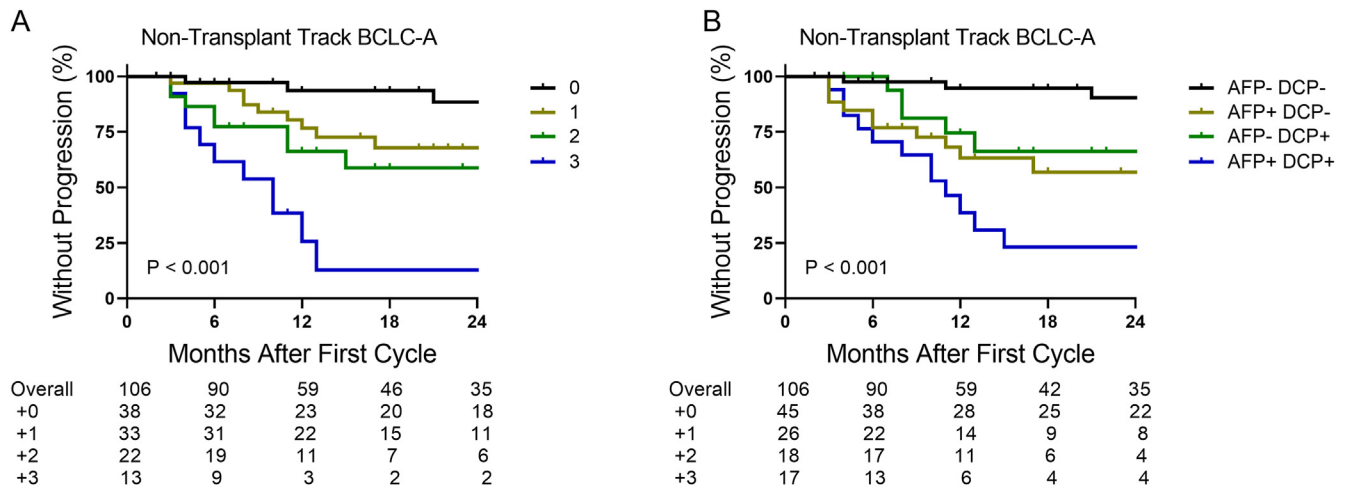 A
Non-Transplant Track BCLC-A
Without Progression (%)
100
75
50
25
0
P < 0.001
0 6 12 18 24
Months After First Cycle
0
1
2
3
Overall 106 90 59 46 35
+0 38 32 23 20 18
+1 33 31 22 15 11
+2 22 19 11 7 6
+3 13 9 3 2 2
B
Non-Transplant Track BCLC-A
Without Progression (%)
100
75
50
25
0
P < 0.001
0 6 12 18 24
Months After First Cycle
AFP- DCP-
AFP+ DCP-
AFP- DCP+
AFP+ DCP+
Overall 106 90 59 42 35
+0 45 38 28 25 22
+1 26 22 14 9 8
+2 18 17 11 6 4
+3 17 13 6 4 4